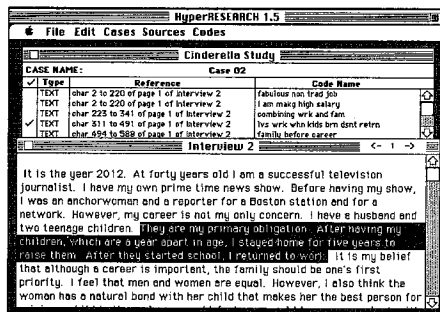 HyperRESEARCH 1.5
File Edit Cases Sources Codes
Cinderella Study
CASE NAME: Case 02
✓ Type Reference Code Name
TEXT char 2 to 220 of page 1 of Interview 2 fabulous non trad job
TEXT char 2 to 220 of page 1 of Interview 2 I am makg high salary
TEXT char 223 to 341 of page 1 of Interview 2 combining wrk and fam
✓ TEXT char 311 to 491 of page 1 of Interview 2 lvs wrk whn kids brn dsnt retrn
TEXT char 494 to 588 of page 1 of Interview 2 family before career
Interview 2 <- 1 ->
It is the year 2012. At forty years old I am a successful television
journalist. I have my own prime time news show. Before having my show,
I was an anchorwoman and a reporter for a Boston station and for a
network. However, my career is not my only concern. I have a husband and
two teenage children. They are my primary obligation. After having my
children, which are a year apart in age, I stayed home for five years to
raise them. After they started school, I returned to work. It is my belief
that although a career is important, the family should be one's first
priority. I feel that men and women are equal. However, I also think the
woman has a natural bond with her child that makes her the best person for